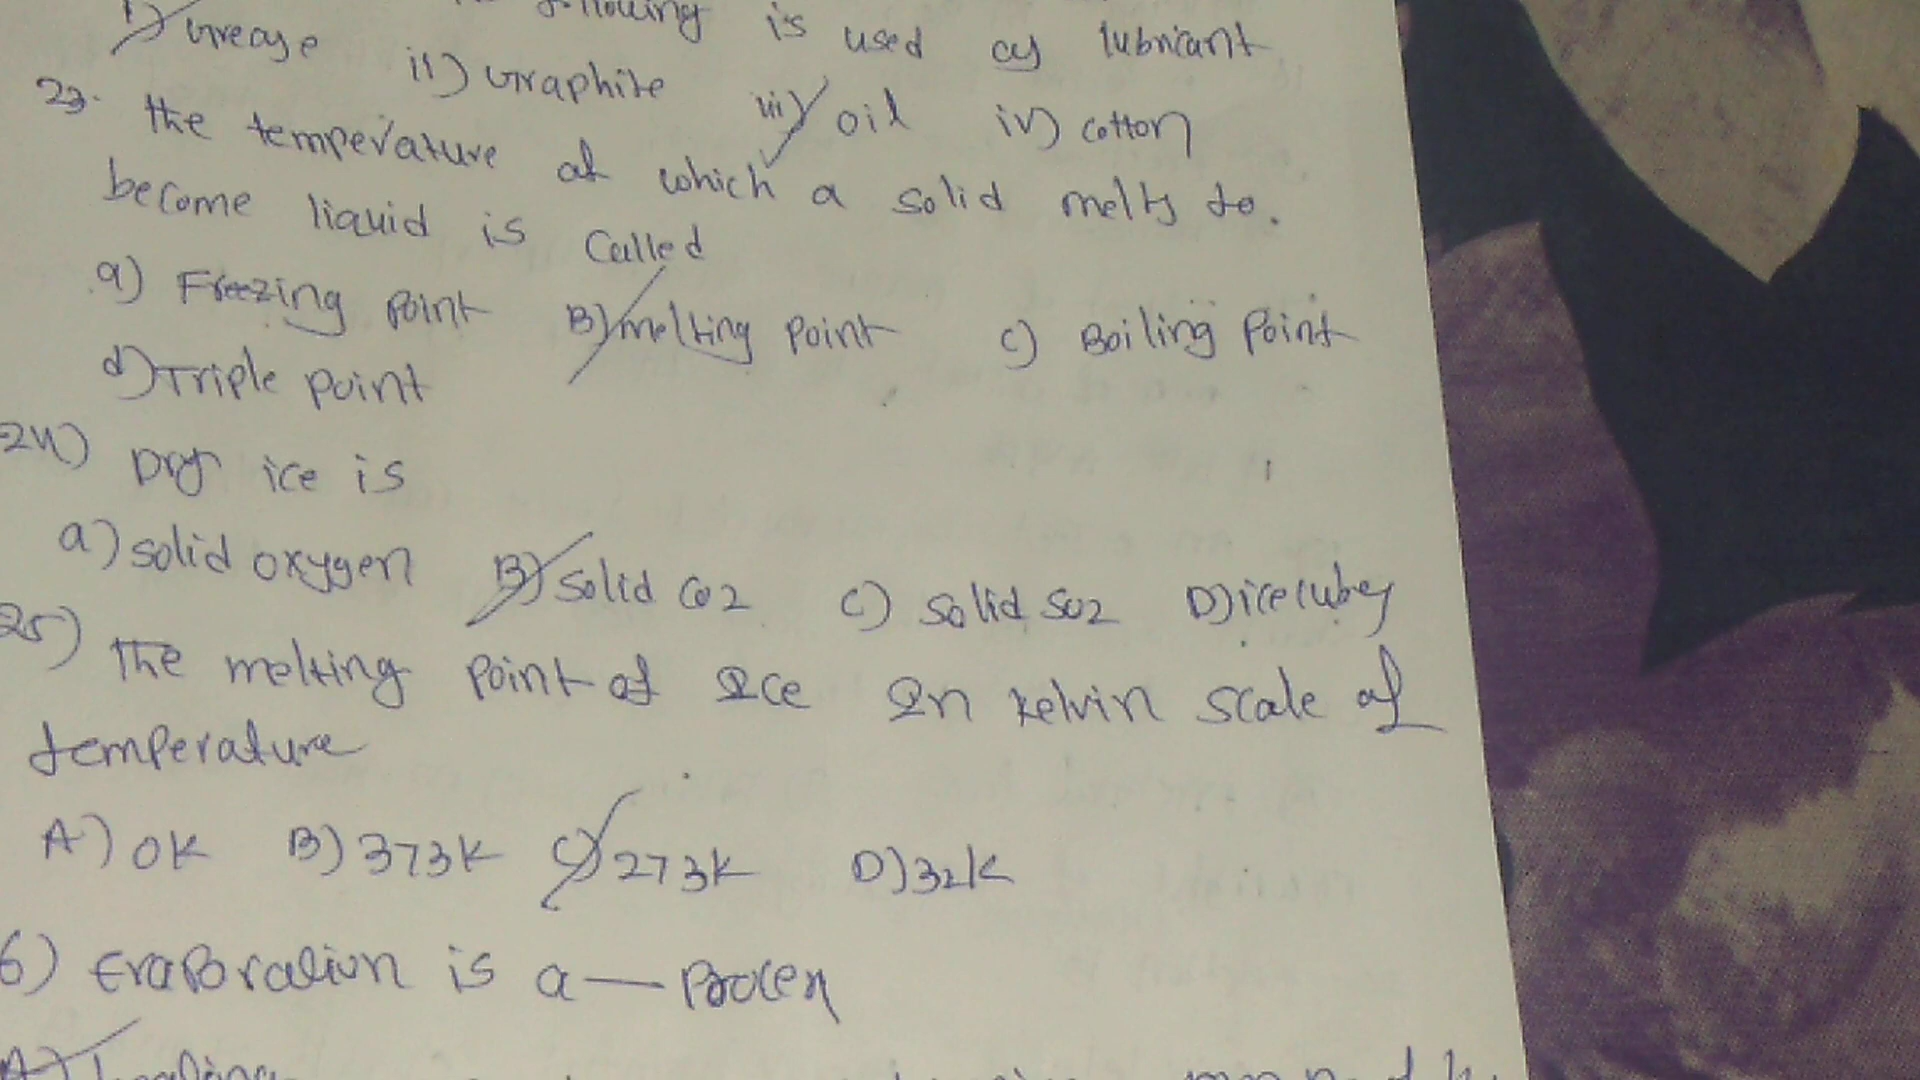 following is used as lubricant
i) Grease ii) Graphite iii) oil iv) cotton
23. the temperature at which a solid melts to.
become liquid is Called
a) Freezing point B) melting point c) Boiling point
d) Triple point
24) Dry ice is
a) solid oxygen B) solid co2 c) solid so2 D) ice cubes
25) The melting point of Ice In kelvin scale of
temperature
A) 0K B) 373K C) 273K D) 32K
6) Evaporation is a — Process
A)